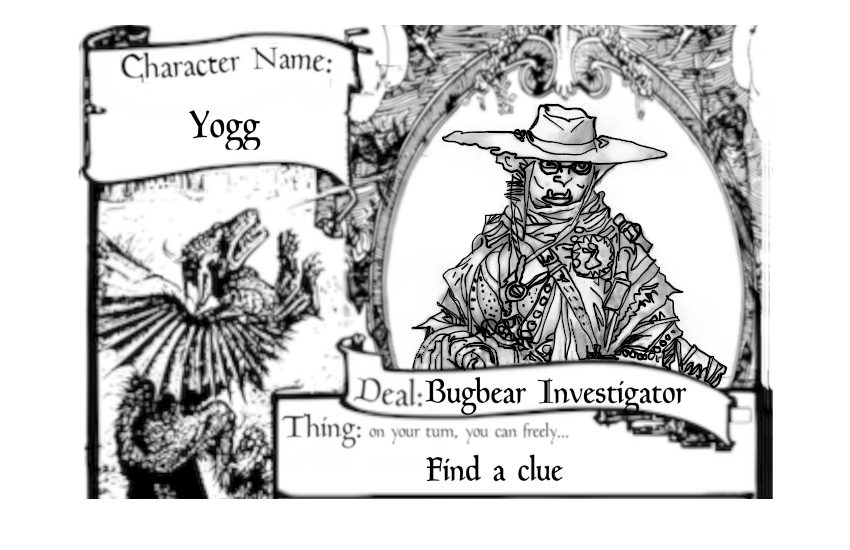 Character Name:
Yogg
Deal: Bugbear Investigator
Thing: on your turn, you can freely...
Find a clue